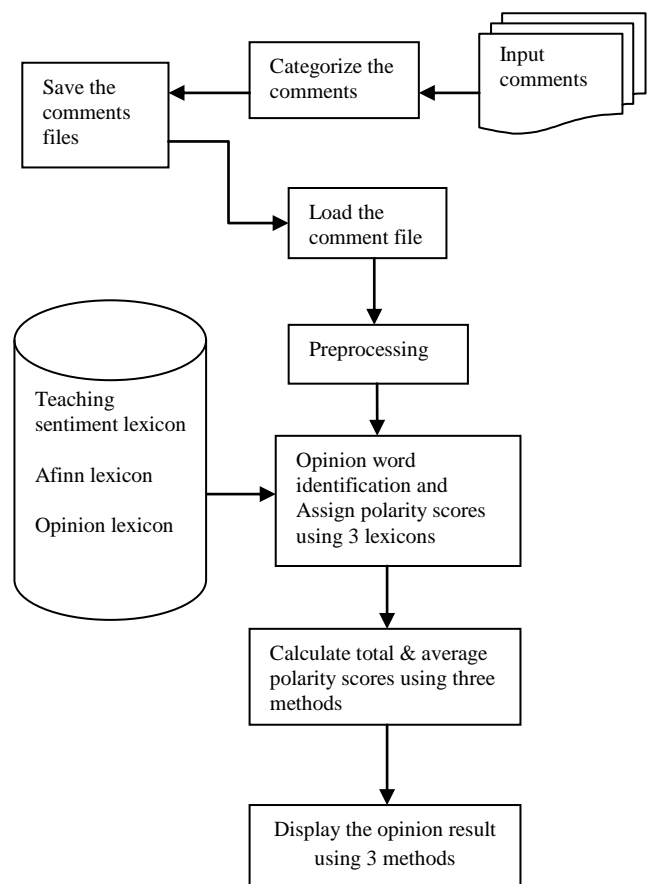 Input
comments
Categorize the
comments
Save the
comments
files
Load the
comment file
Preprocessing
Teaching
sentiment lexicon
Afinn lexicon
Opinion lexicon
Opinion word
identification and
Assign polarity scores
using 3 lexicons
Calculate total & average
polarity scores using three
methods
Display the opinion result
using 3 methods